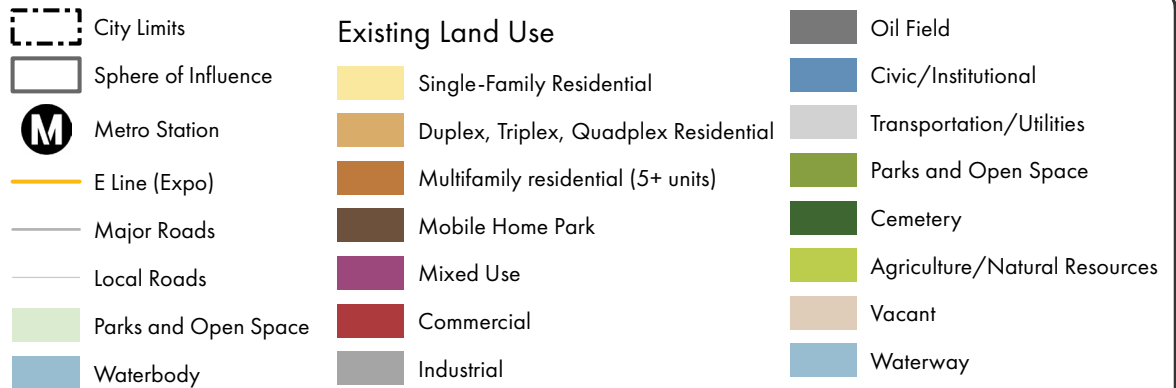 City Limits
Sphere of Influence
M
Metro Station
E Line (Expo)
Major Roads
Local Roads
Parks and Open Space
Waterbody
Existing Land Use
Single-Family Residential
Duplex, Triplex, Quadplex Residential
Multifamily residential (5+ units)
Mobile Home Park
Mixed Use
Commercial
Industrial
Oil Field
Civic/Institutional
Transportation/Utilities
Parks and Open Space
Cemetery
Agriculture/Natural Resources
Vacant
Waterway